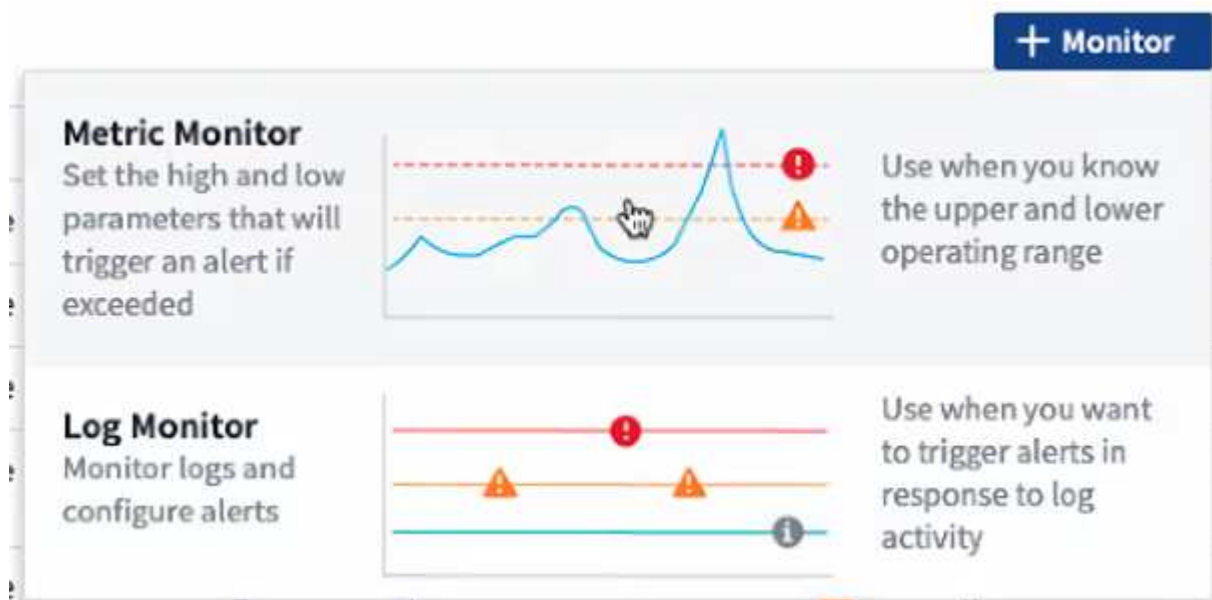 + Monitor
Metric Monitor
Set the high and low
parameters that will
trigger an alert if
exceeded
Use when you know
the upper and lower
operating range
Log Monitor
Monitor logs and
configure alerts
Use when you want
to trigger alerts in
response to log
activity